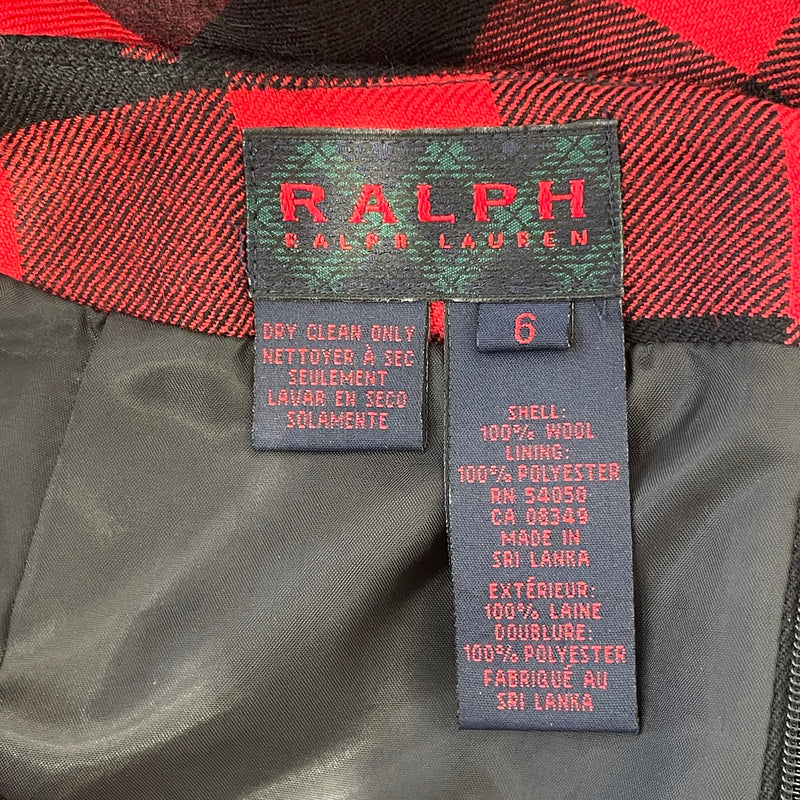 RALPH
RALPH LAUREN
DRY CLEAN ONLY
NETTOYER À SEC
SEULEMENT
LAVAR EN SECO
SOLAMENTE
6
SHELL:
100% WOOL
LINING:
100% POLYESTER
RN 54050
CA 08349
MADE IN
SRI LANKA
EXTÉRIEUR:
100% LAINE
DOUBLURE:
100% POLYESTER
FABRIQUÉ AU
SRI LANKA